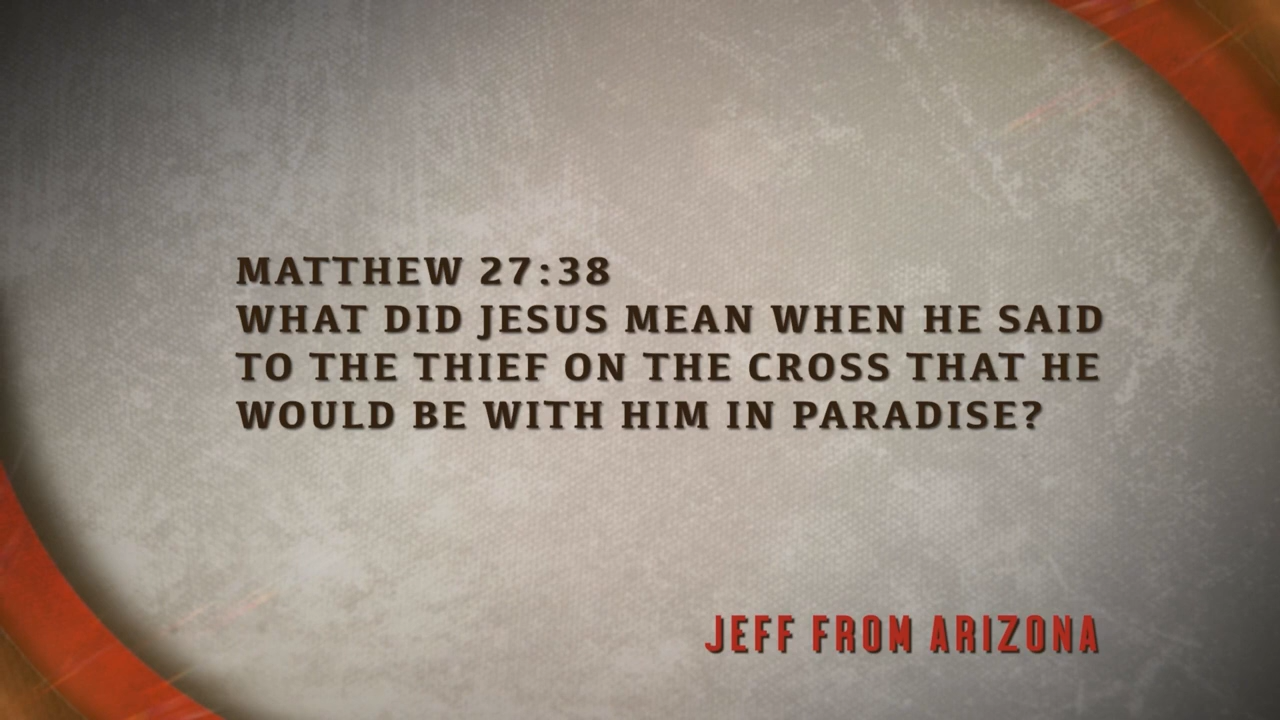 MATTHEW 27:38
WHAT DID JESUS MEAN WHEN HE SAID
TO THE THIEF ON THE CROSS THAT HE
WOULD BE WITH HIM IN PARADISE?
JEFF FROM ARIZONA